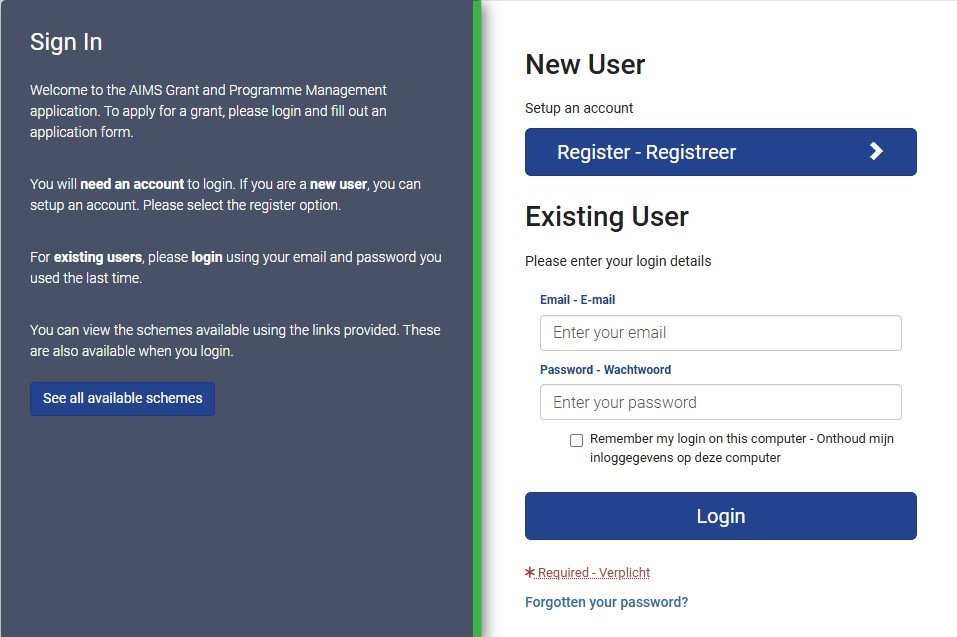 Sign In
Welcome to the AIMS Grant and Programme Management
application. To apply for a grant, please login and fill out an
application form.
You will need an account to login. If you are a new user, you can
setup an account. Please select the register option.
For existing users, please login using your email and password you
used the last time.
You can view the schemes available using the links provided. These
are also available when you login.
See all available schemes
New User
Setup an account
Register - Registreer
Existing User
Please enter your login details
Email - E-mail
Enter your email
Password - Wachtwoord
Enter your password
Remember my login on this computer - Onthoud mijn
inloggegevens op deze computer
Login
* Required - Verplicht
Forgotten your password?